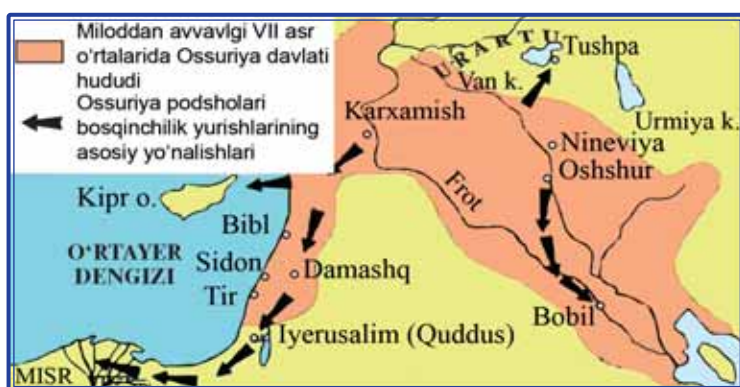 Miloddan avvavlgi VII asr
o‘rtalarida Ossuriya davlati
hududi
Ossuriya podsholari
bosqinchilik yurishlarining
asosiy yo‘nalishlari
URARTU
Tushpa
Van k.
Urmiya k.
Karxamish
Nineviya
Oshshur
Kipr o.
Frot
Bibl
O‘RTAYER
DENGIZI
Sidon
Damashq
Tir
Bobil
Iyerusalim (Quddus)
MISR